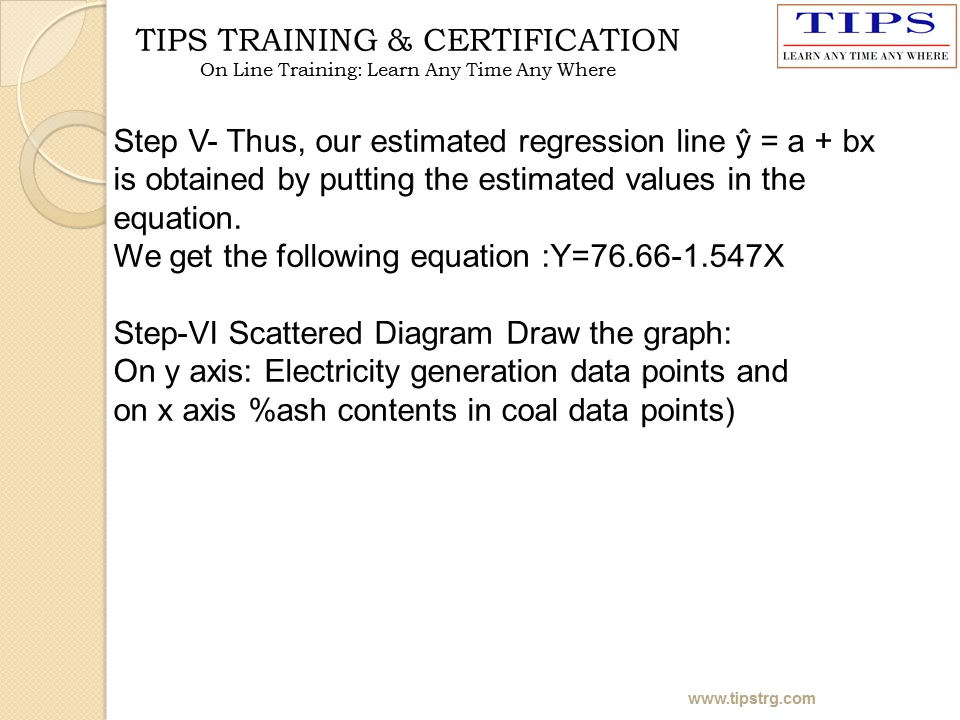 TIPS TRAINING & CERTIFICATION
On Line Training: Learn Any Time Any Where
TIPS
LEARN ANY TIME ANY WHERE
Step V- Thus, our estimated regression line ŷ = a + bx
is obtained by putting the estimated values in the
equation.
We get the following equation :Y=76.66-1.547X
Step-VI Scattered Diagram Draw the graph:
On y axis: Electricity generation data points and
on x axis %ash contents in coal data points)
www.tipstrg.com